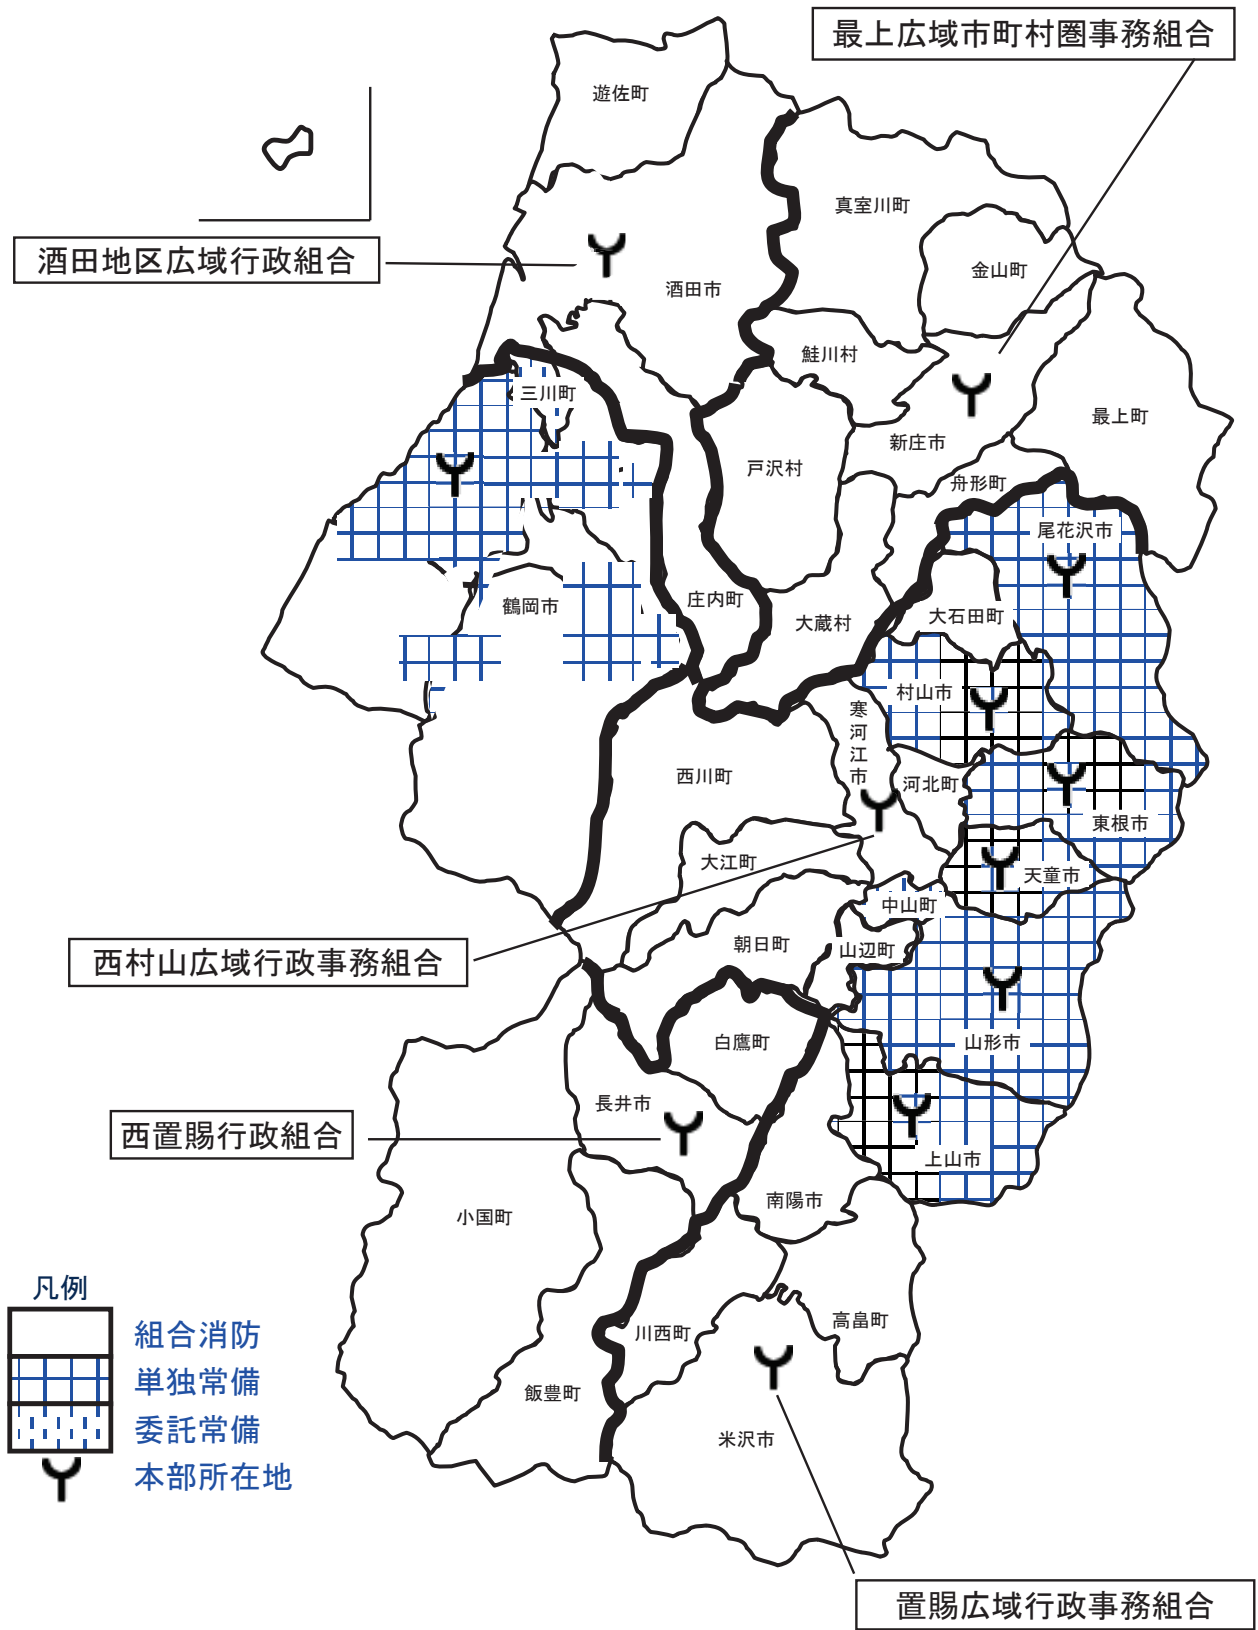 最上広域市町村圏事務組合
遊佐町
真室川町
酒田地区広域行政組合
金山町
酒田市
鮭川村
三川町
最上町
新庄市
戸沢村
舟形町
尾花沢市
鶴岡市
庄内町
大石田町
大蔵村
村山市
寒河江市
西川町
河北町
東根市
大江町
天童市
中山町
朝日町
山辺町
西村山広域行政事務組合
白鷹町
山形市
長井市
西置賜行政組合
上山市
南陽市
小国町
凡例
高畠町
組合消防
川西町
単独常備
飯豊町
委託常備
米沢市
本部所在地
置賜広域行政事務組合